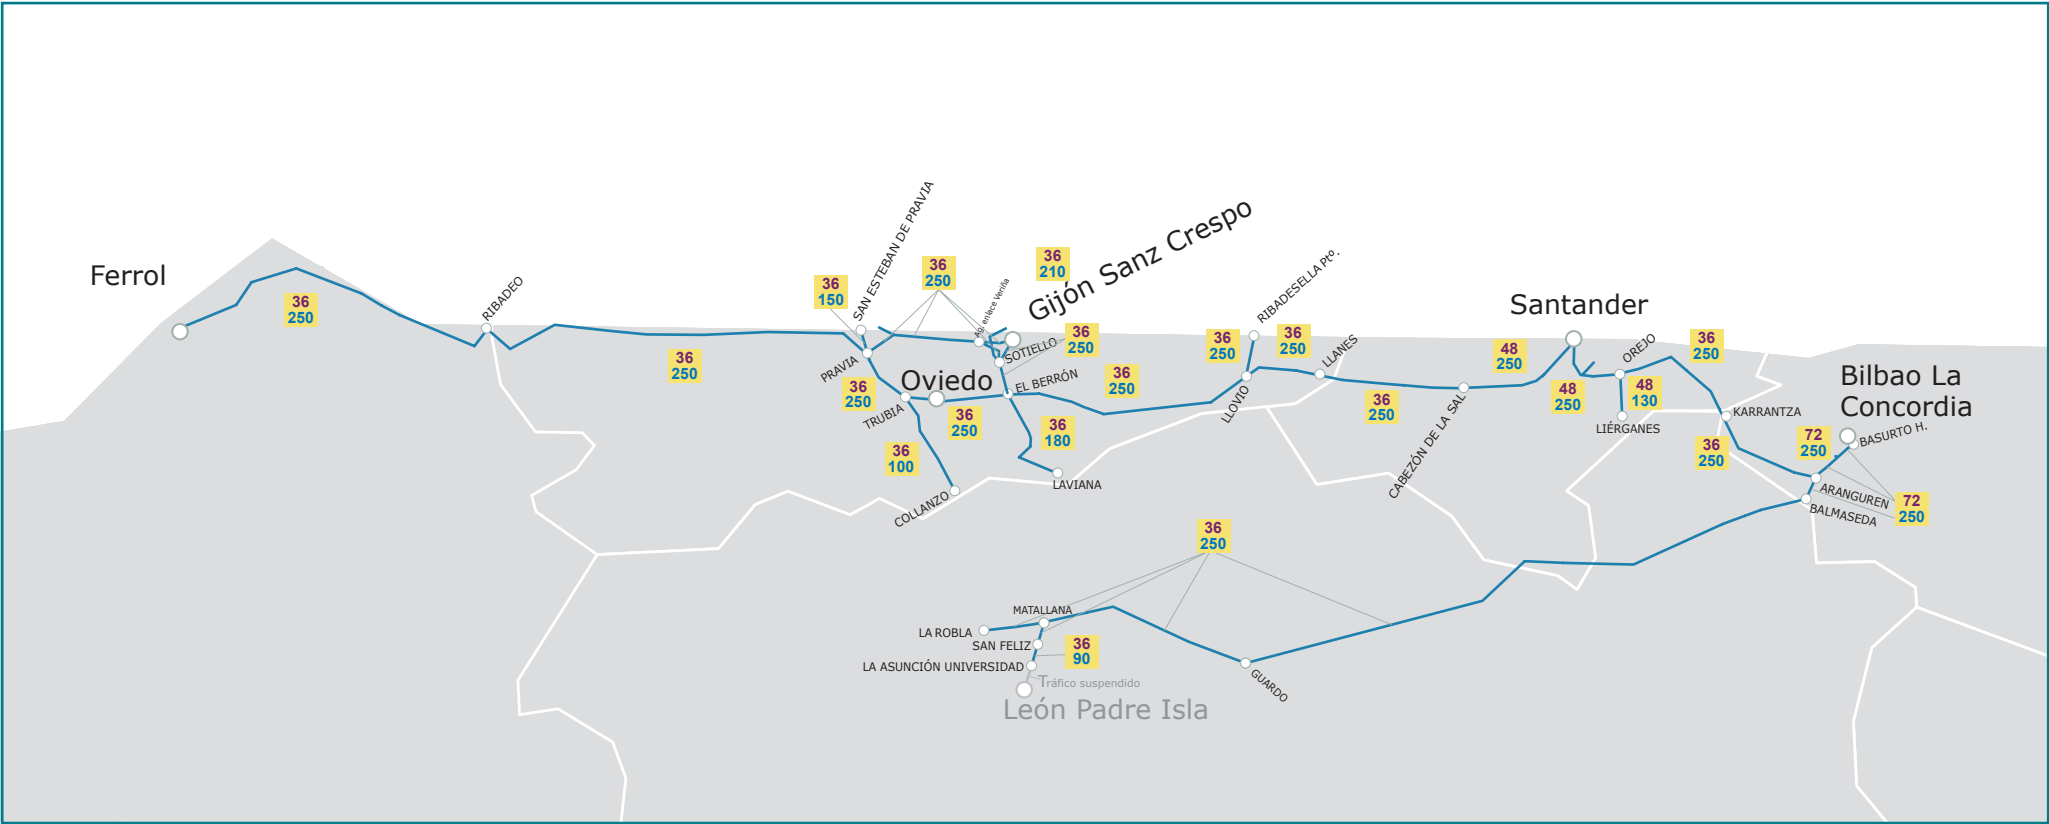 Ferrol
36
250
RIBADEO
36
250
36
150
SAN ESTEBAN DE PRAVIA
36
250
Ag. enlace Veriña
36
210
Gijón Sanz Crespo
PRAVIA
36
250
TRUBIA
Oviedo
36
250
36
100
COLLANZO
SOTIELLO
36
250
EL BERRÓN
36
250
36
180
LAVIANA
36
250
RIBADESELLA Ptº.
36
250
LLOVIO
LLANES
36
250
CABEZÓN DE LA SAL
Santander
48
250
48
250
OREJO
48
130
LIÉRGANES
36
250
KARRANTZA
36
250
Bilbao La
Concordia
72
250
BASURTO H.
ARANGUREN
72
250
BALMASEDA
36
250
MATALLANA
LA ROBLA
SAN FELIZ
36
90
LA ASUNCIÓN UNIVERSIDAD
Tráfico suspendido
León Padre Isla
GUARDO